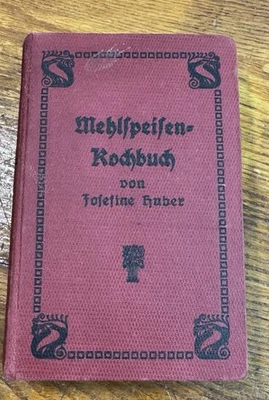 Mehlspeisen-
Kochbuch
von
Josefine Huber